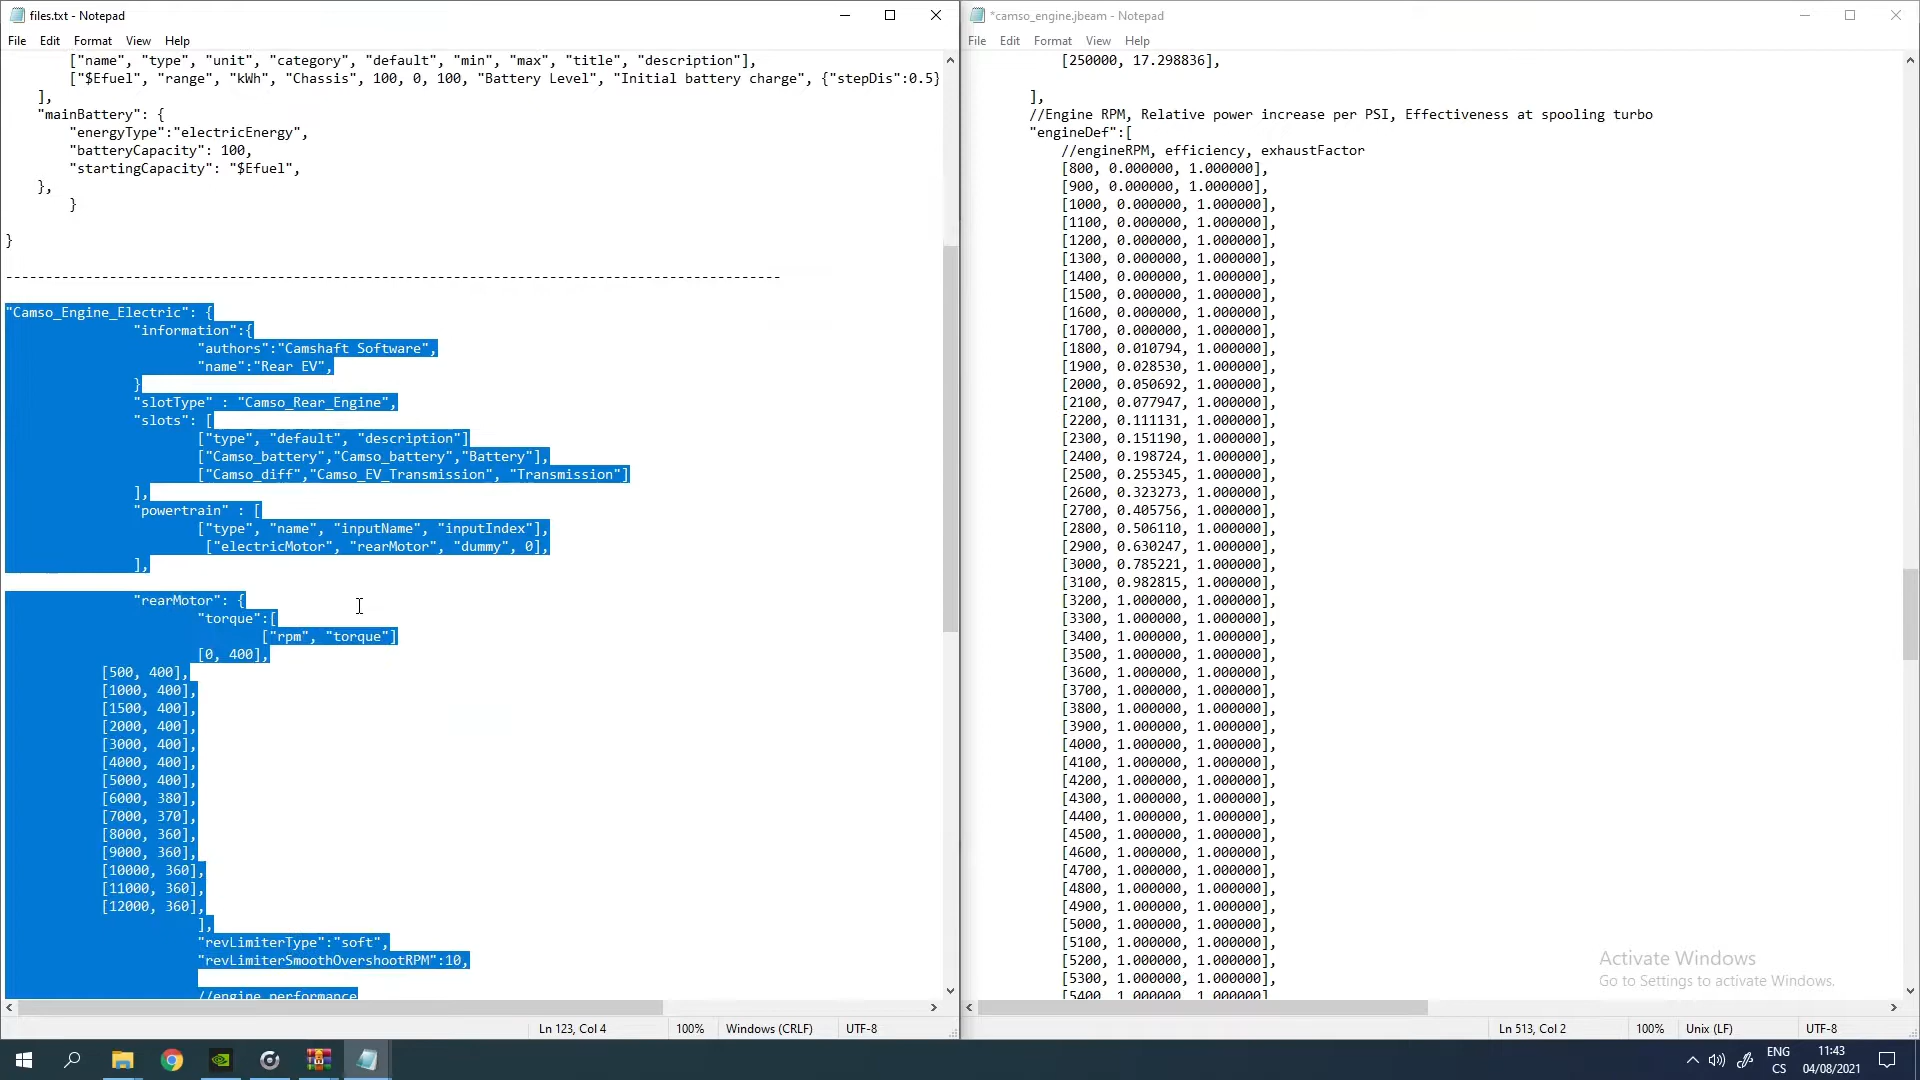 files.txt - Notepad
File Edit Format View Help
["name", "type", "unit", "category", "default", "min", "max", "title", "description"],
["$Efuel", "range", "kWh", "Chassis", 100, 0, 100, "Battery Level", "Initial battery charge", {"stepDis":0.5}
],
"mainBattery": {
"energyType":"electricEnergy",
"batteryCapacity": 100,
"startingCapacity": "$Efuel",
},
}
}
-------------------------------------------------------------------------------------------------
"Camso_Engine_Electric": {
"information":{
"authors":"Camshaft Software",
"name":"Rear EV",
}
"slotType" : "Camso_Rear_Engine",
"slots": [
["type", "default", "description"]
["Camso_battery","Camso_battery","Battery"],
["Camso_diff","Camso_EV_Transmission", "Transmission"]
],
"powertrain" : [
["type", "name", "inputName", "inputIndex"],
["electricMotor", "rearMotor", "dummy", 0],
],
"rearMotor": {
"torque":[
["rpm", "torque"]
[0, 400],
[500, 400],
[1000, 400],
[1500, 400],
[2000, 400],
[3000, 400],
[4000, 400],
[5000, 400],
[6000, 380],
[7000, 370],
[8000, 360],
[9000, 360],
[10000, 360],
[11000, 360],
[12000, 360],
],
"revLimiterType":"soft",
"revLimiterSmoothOvershootRPM":10,
//engine performance
Ln 123, Col 4 100% Windows (CRLF) UTF-8
*camso_engine.jbeam - Notepad
File Edit Format View Help
[250000, 17.298836],
],
//Engine RPM, Relative power increase per PSI, Effectiveness at spooling turbo
"engineDef":[
//engineRPM, efficiency, exhaustFactor
[800, 0.000000, 1.000000],
[900, 0.000000, 1.000000],
[1000, 0.000000, 1.000000],
[1100, 0.000000, 1.000000],
[1200, 0.000000, 1.000000],
[1300, 0.000000, 1.000000],
[1400, 0.000000, 1.000000],
[1500, 0.000000, 1.000000],
[1600, 0.000000, 1.000000],
[1700, 0.000000, 1.000000],
[1800, 0.010794, 1.000000],
[1900, 0.028530, 1.000000],
[2000, 0.050692, 1.000000],
[2100, 0.077947, 1.000000],
[2200, 0.111131, 1.000000],
[2300, 0.151190, 1.000000],
[2400, 0.198724, 1.000000],
[2500, 0.255345, 1.000000],
[2600, 0.323273, 1.000000],
[2700, 0.405756, 1.000000],
[2800, 0.506110, 1.000000],
[2900, 0.630247, 1.000000],
[3000, 0.785221, 1.000000],
[3100, 0.982815, 1.000000],
[3200, 1.000000, 1.000000],
[3300, 1.000000, 1.000000],
[3400, 1.000000, 1.000000],
[3500, 1.000000, 1.000000],
[3600, 1.000000, 1.000000],
[3700, 1.000000, 1.000000],
[3800, 1.000000, 1.000000],
[3900, 1.000000, 1.000000],
[4000, 1.000000, 1.000000],
[4100, 1.000000, 1.000000],
[4200, 1.000000, 1.000000],
[4300, 1.000000, 1.000000],
[4400, 1.000000, 1.000000],
[4500, 1.000000, 1.000000],
[4600, 1.000000, 1.000000],
[4700, 1.000000, 1.000000],
[4800, 1.000000, 1.000000],
[4900, 1.000000, 1.000000],
[5000, 1.000000, 1.000000],
[5100, 1.000000, 1.000000],
[5200, 1.000000, 1.000000],
[5300, 1.000000, 1.000000],
[5400, 1.000000, 1.000000]
Activate Windows
Go to Settings to activate Windows.
Ln 513, Col 2 100% Unix (LF) UTF-8
ENG
CS
11:43
04/08/2021